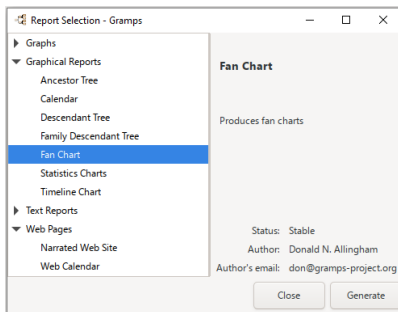 Report Selection - Gramps
Graphs
Graphical Reports
Ancestor Tree
Calendar
Descendant Tree
Family Descendant Tree
Fan Chart
Statistics Charts
Timeline Chart
Text Reports
Web Pages
Narrated Web Site
Web Calendar
Fan Chart
Produces fan charts
Status: Stable
Author: Donald N. Allingham
Author's email: don@gramps-project.org
Close Generate